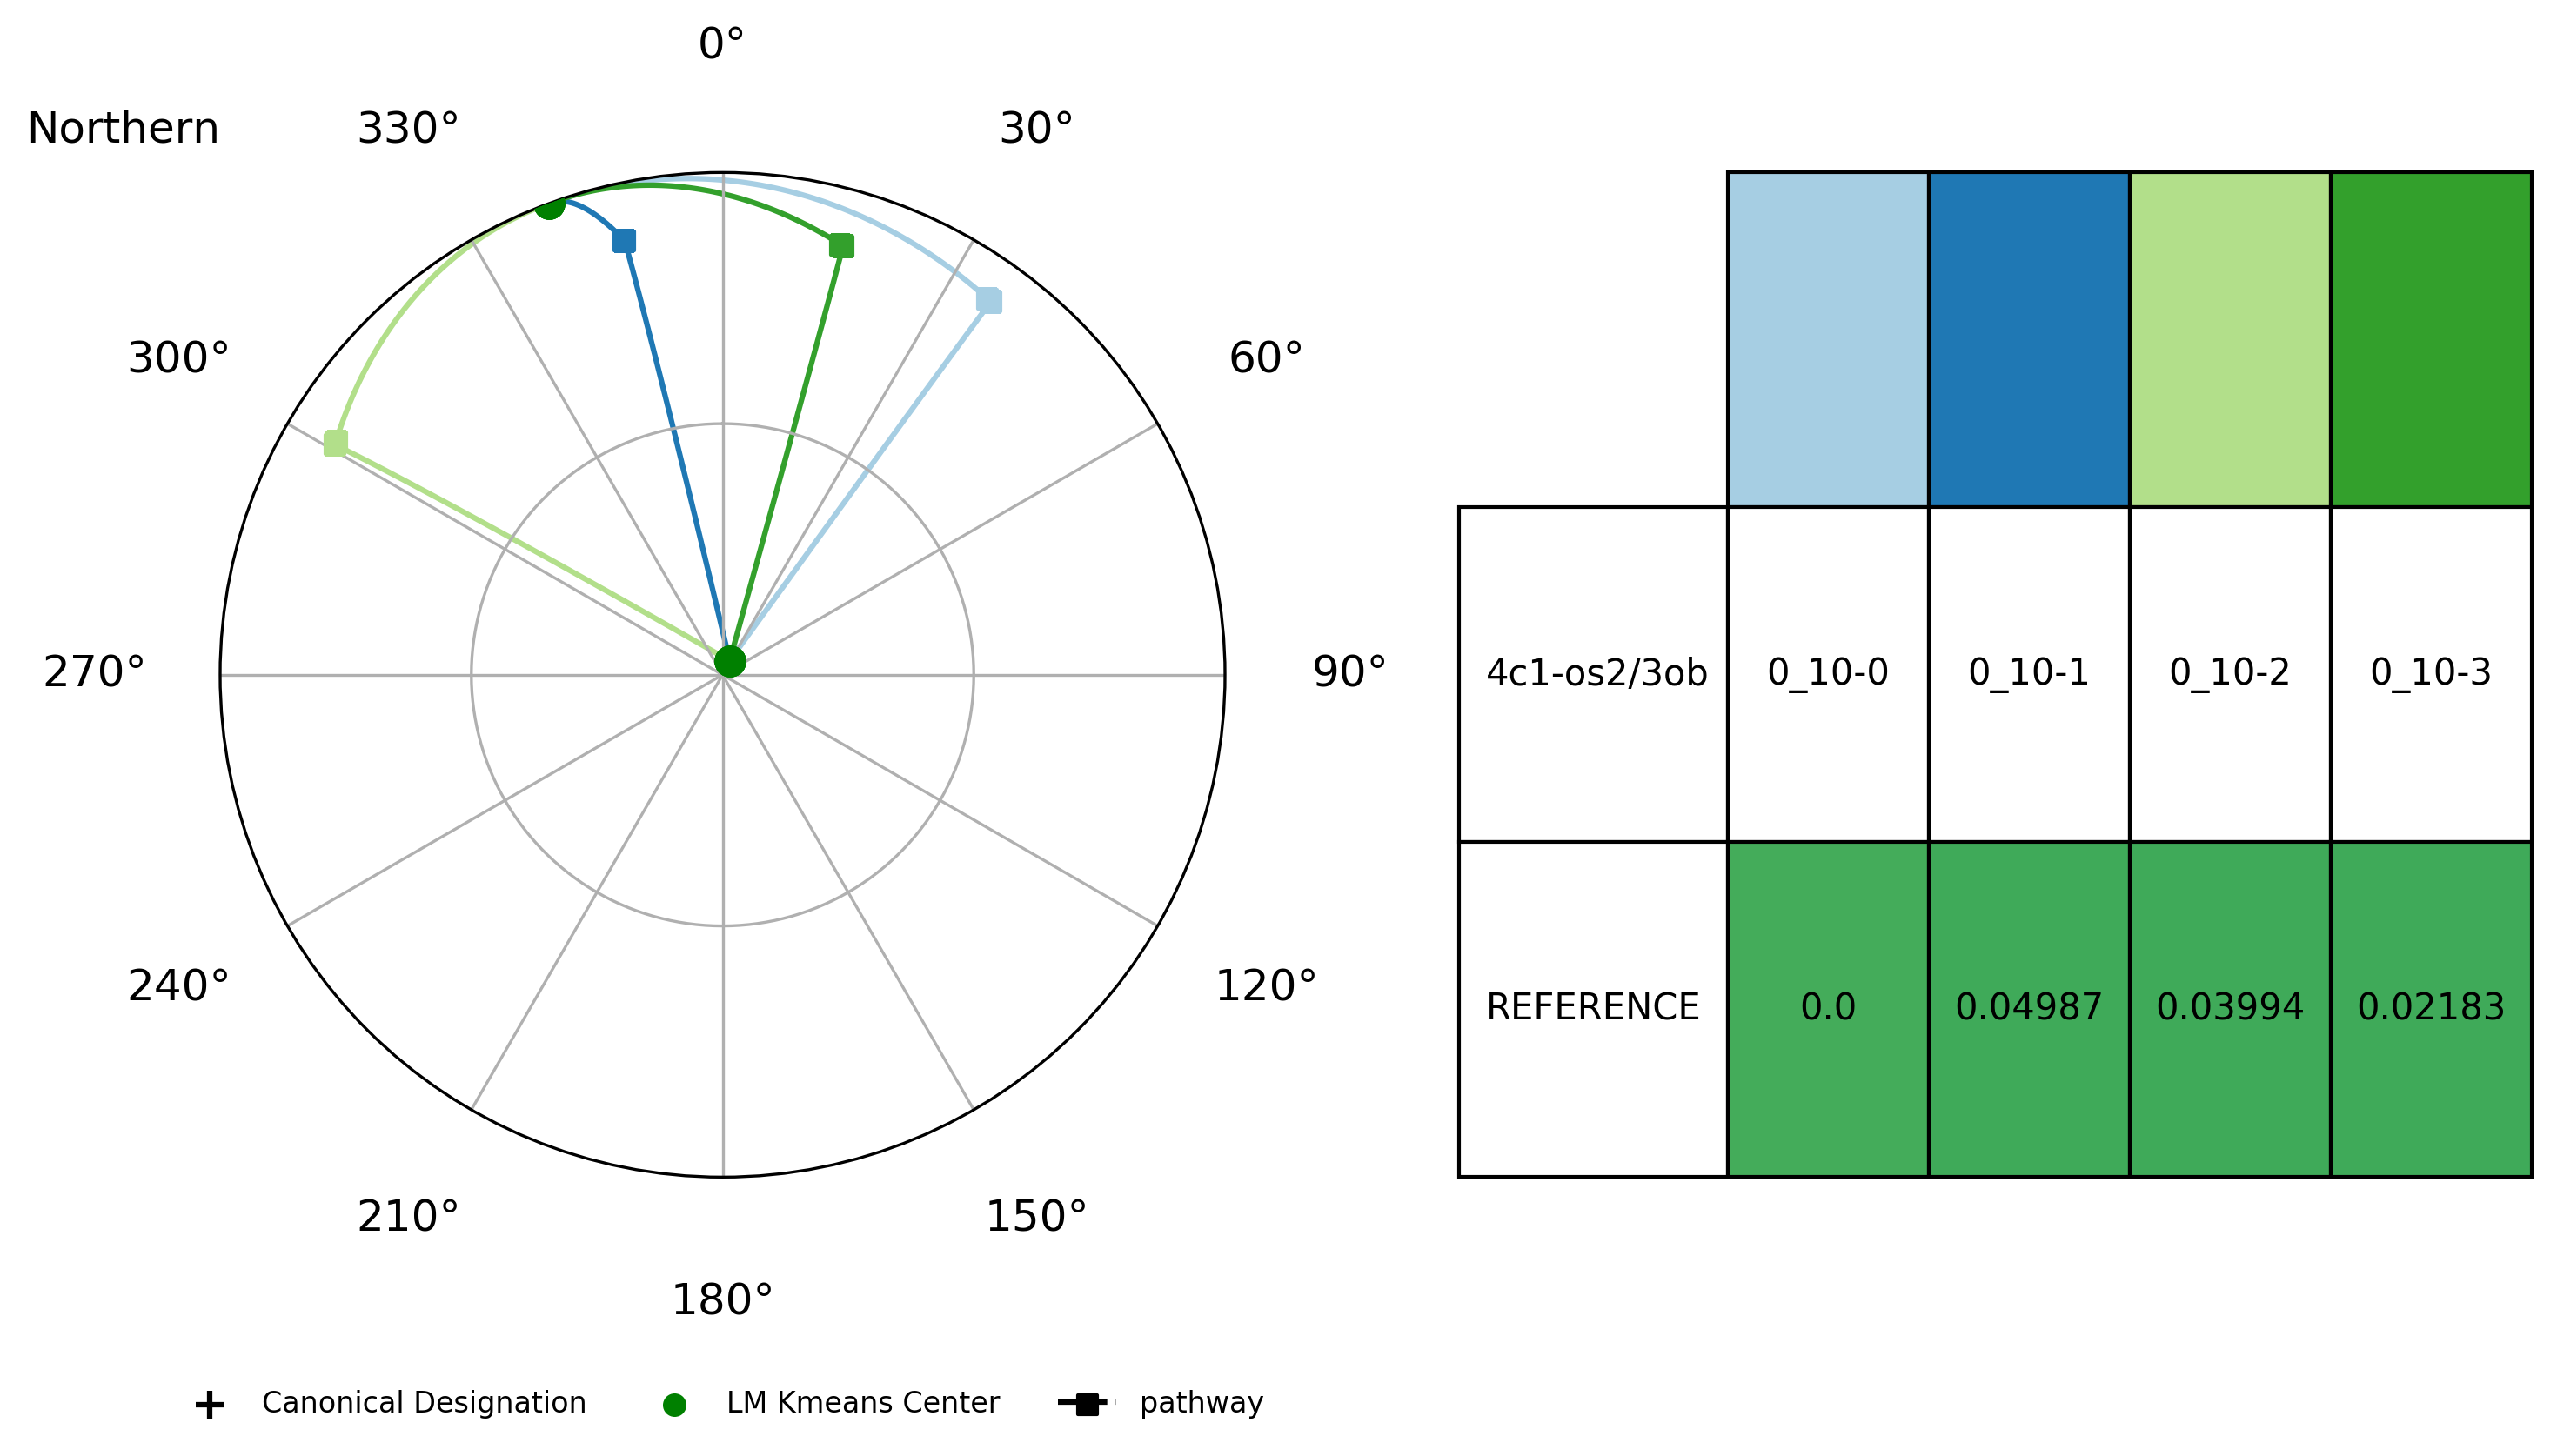 0°
Northern
330°
30°
300°
60°
270°
90°
240°
120°
210°
150°
180°
4c1-os2/3ob 0_10-0 0_10-1 0_10-2 0_10-3
REFERENCE 0.0 0.04987 0.03994 0.02183
Canonical Designation
LM Kmeans Center
pathway